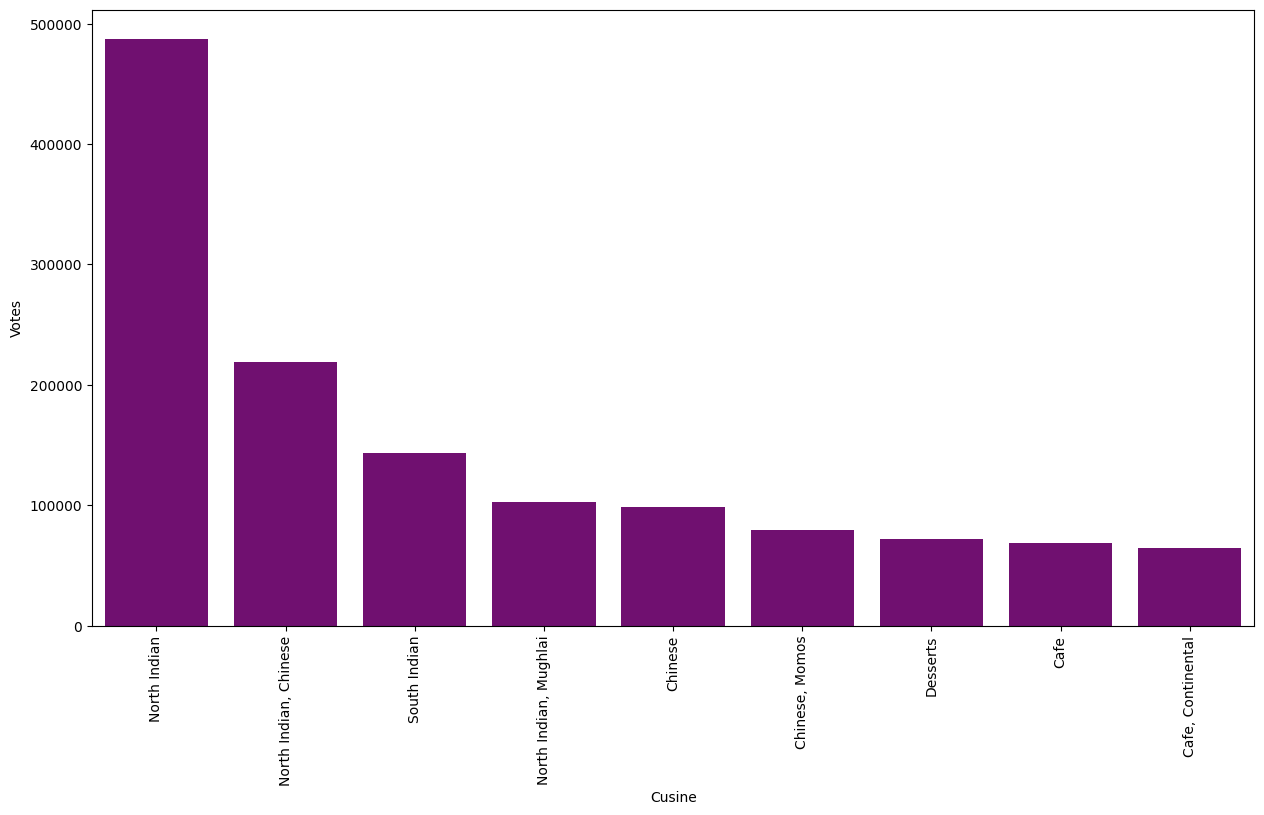 500000
400000
300000
200000
100000
0
Votes
North Indian
North Indian, Chinese
South Indian
North Indian, Mughlai
Chinese
Chinese, Momos
Desserts
Cafe
Cafe, Continental
Cusine